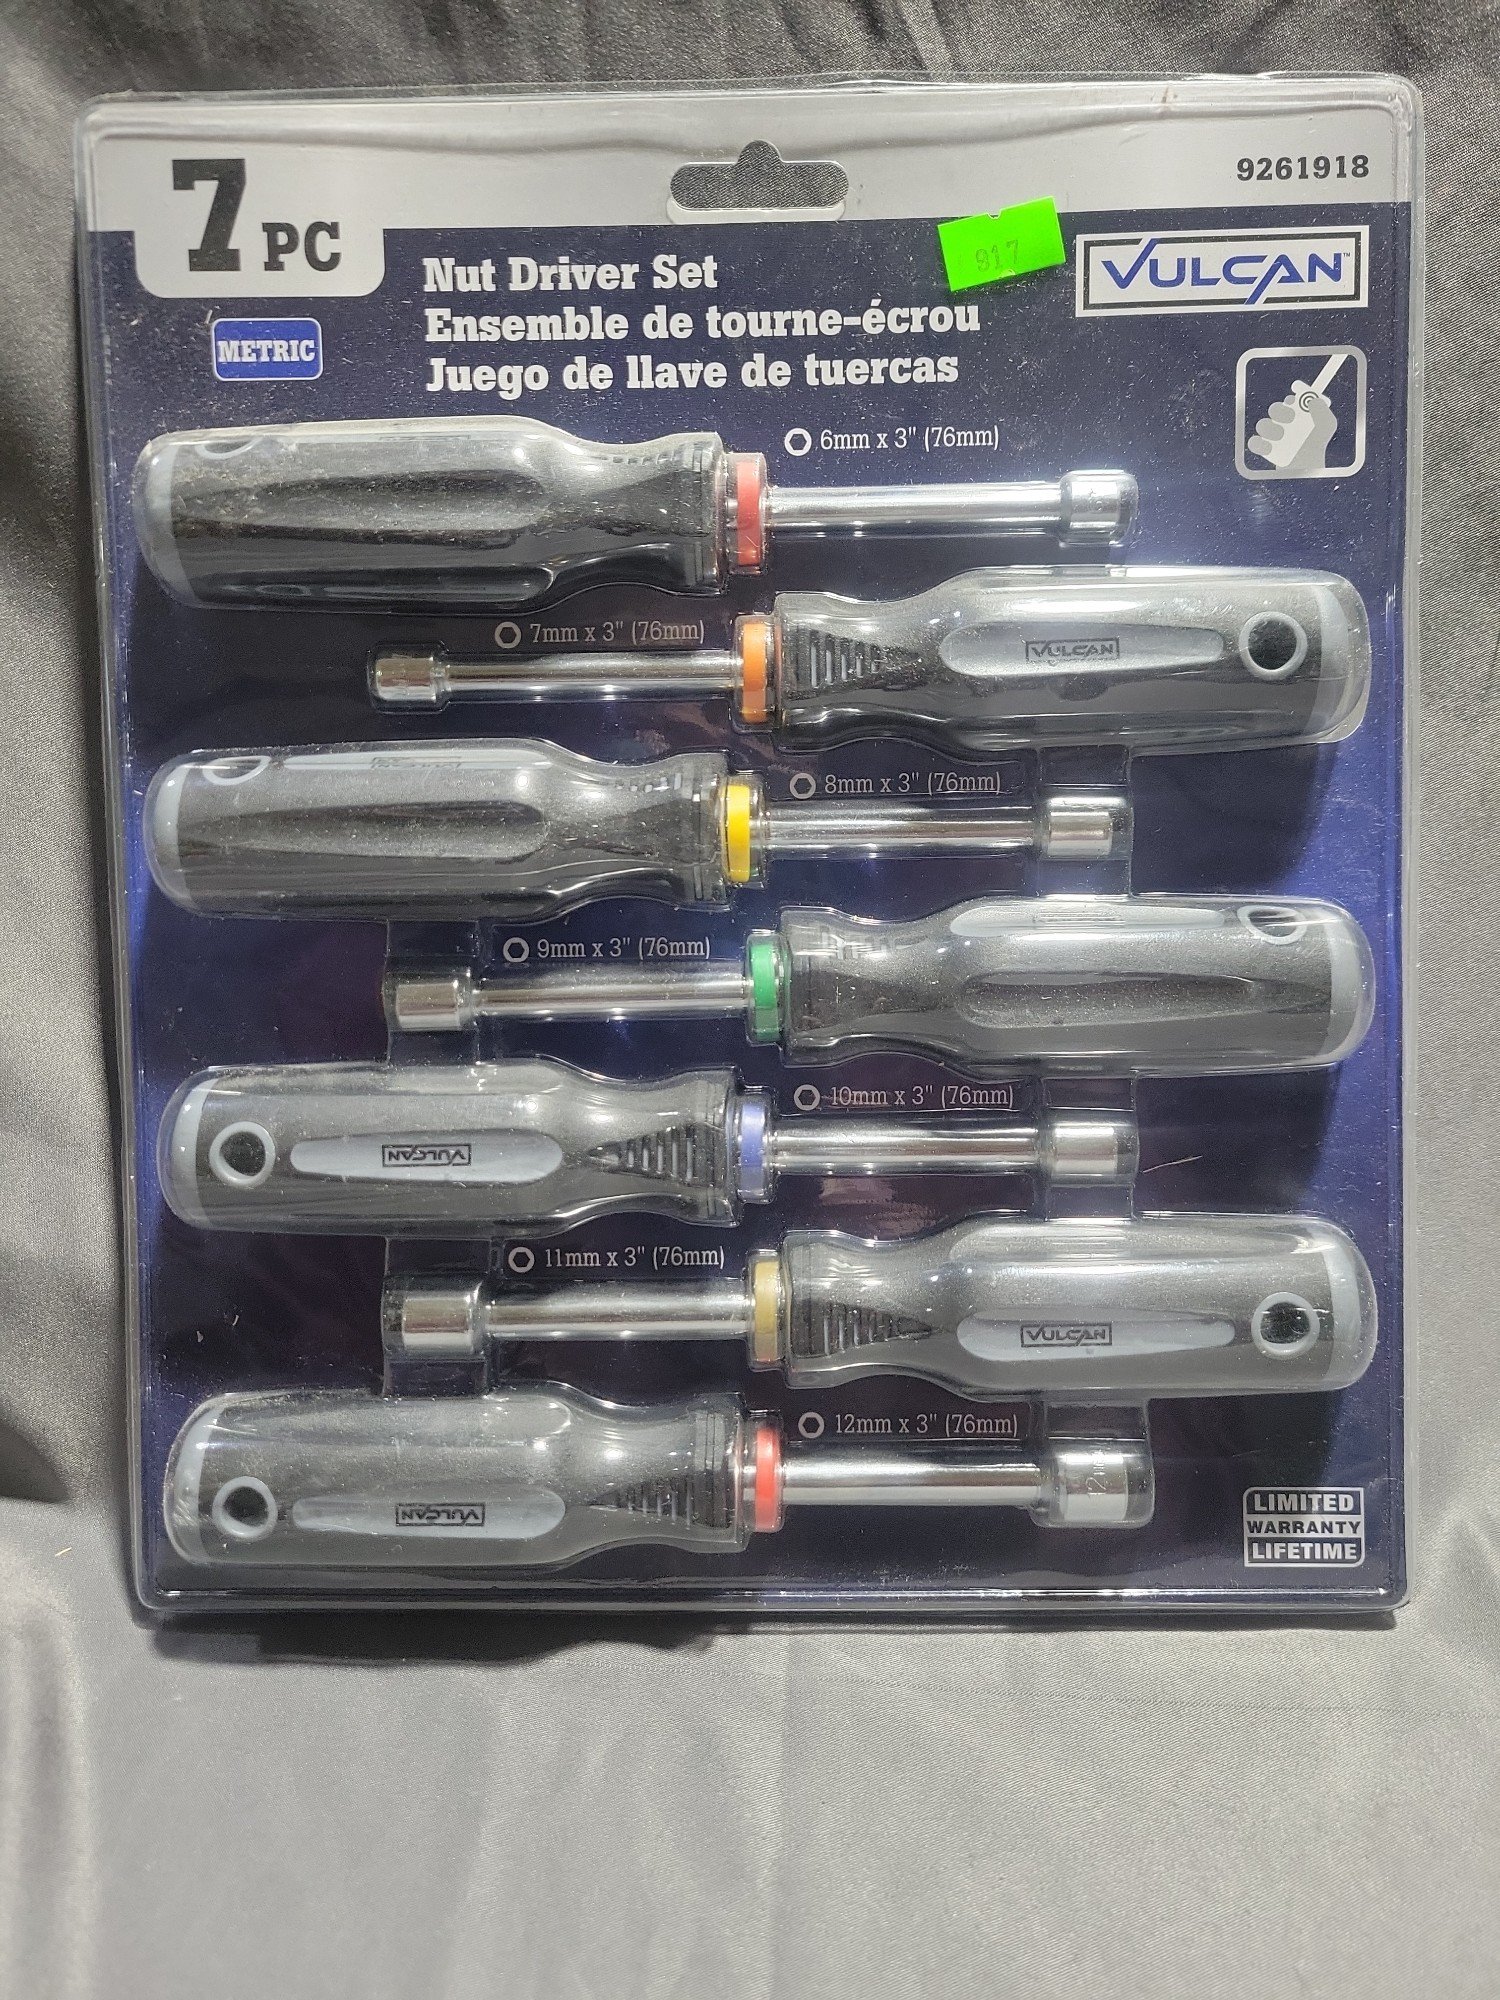 9261918
7 PC
817
VULCAN™
METRIC
Nut Driver Set
Ensemble de tourne-écrou
Juego de llave de tuercas
6mm x 3" (76mm)
7mm x 3" (76mm)
VULCAN
8mm x 3" (76mm)
9mm x 3" (76mm)
10mm x 3" (76mm)
VULCAN
11mm x 3" (76mm)
VULCAN
12mm x 3" (76mm)
12
VULCAN
LIMITED
WARRANTY
LIFETIME